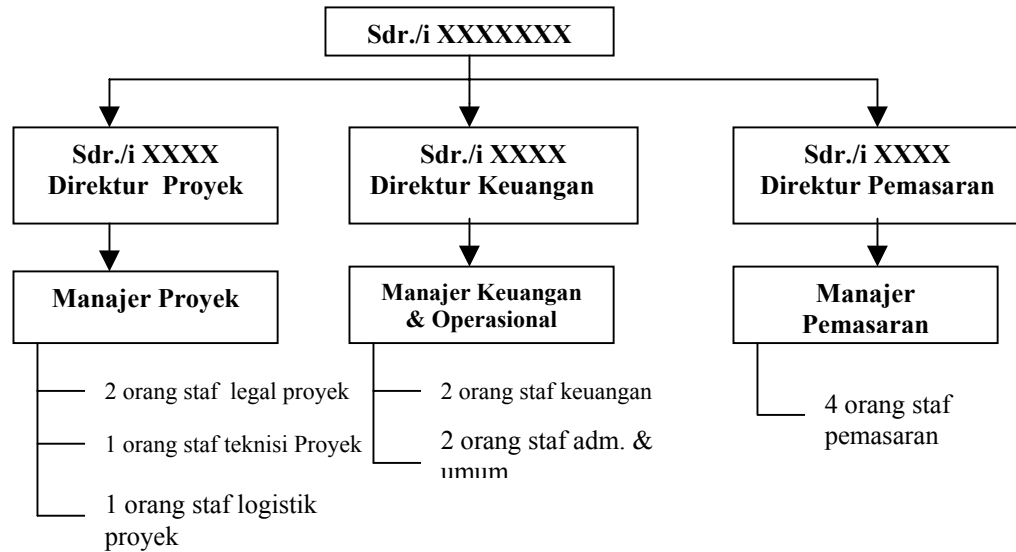 Sdr./i XXXXXXX
Sdr./i XXXX
Direktur Proyek
Sdr./i XXXX
Direktur Keuangan
Sdr./i XXXX
Direktur Pemasaran
Manajer Proyek
Manajer Keuangan
& Operasional
Manajer
Pemasaran
2 orang staf legal proyek
1 orang staf teknisi Proyek
1 orang staf logistik
proyek
2 orang staf keuangan
2 orang staf adm. &
umum
4 orang staf
pemasaran